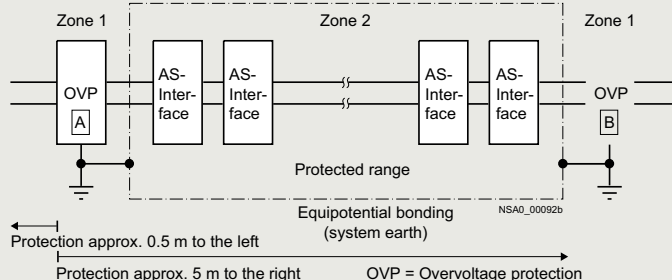 Zone 1
Zone 2
Zone 1
OVP
A
AS-
Inter-
face
AS-
Inter-
face
AS-
Inter-
face
AS-
Inter-
face
OVP
B
Protected range
NSA0_00092b
Equipotential bonding
(system earth)
Protection approx. 0.5 m to the left
Protection approx. 5 m to the right
OVP = Overvoltage protection